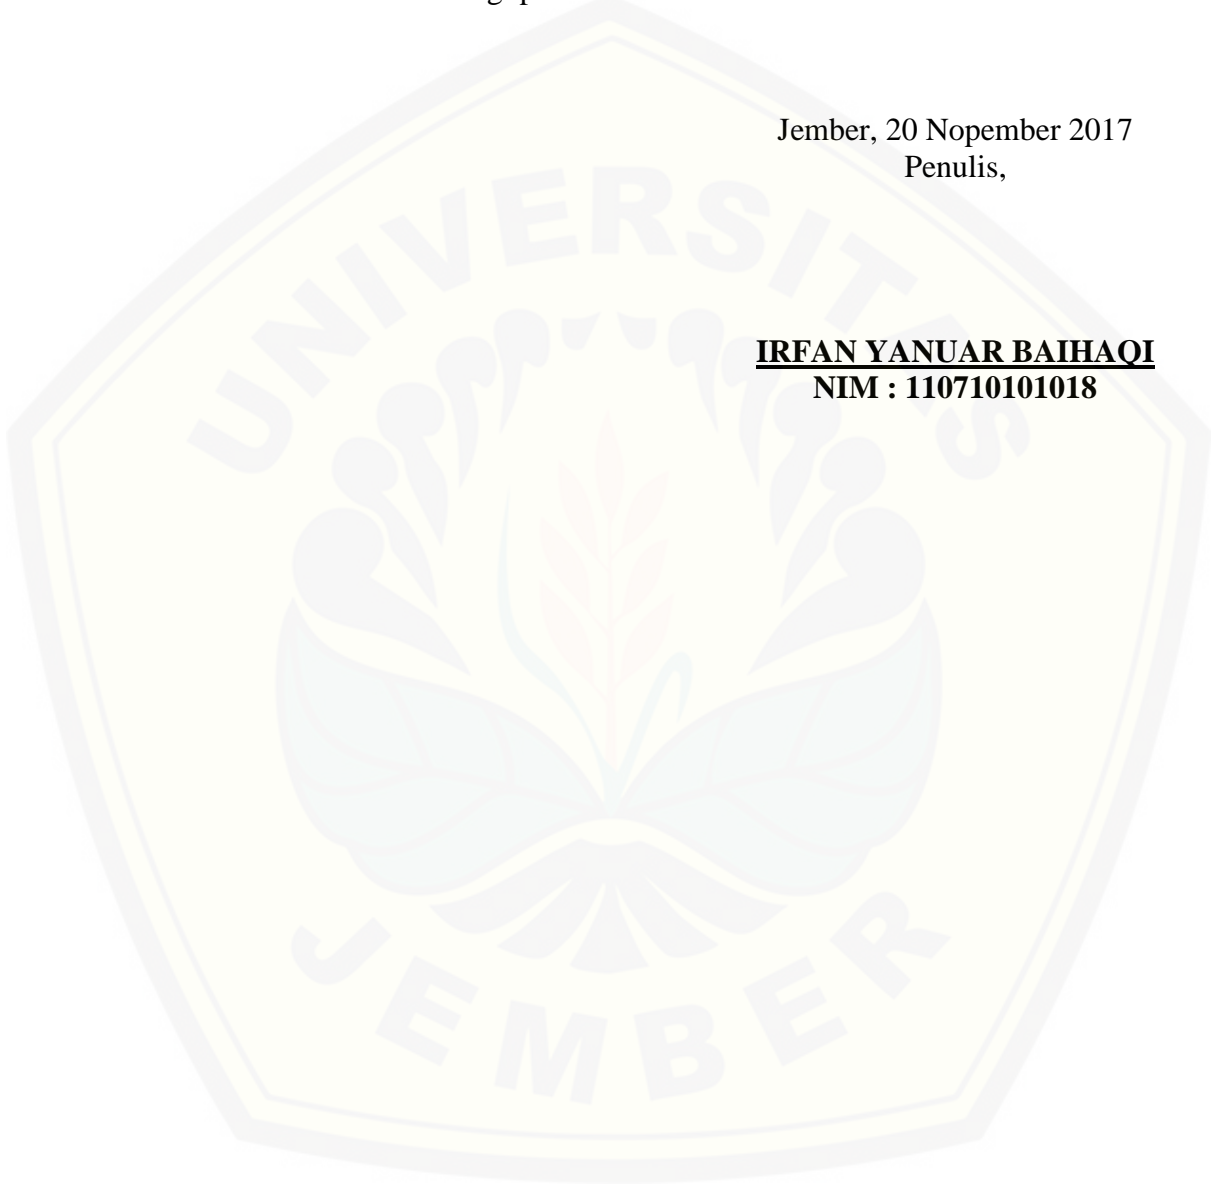 Jember, 20 Nopember 2017
Penulis,
IRFAN YANUAR BAIHAQI
NIM : 110710101018
UNIVERSITAS
JEMBER